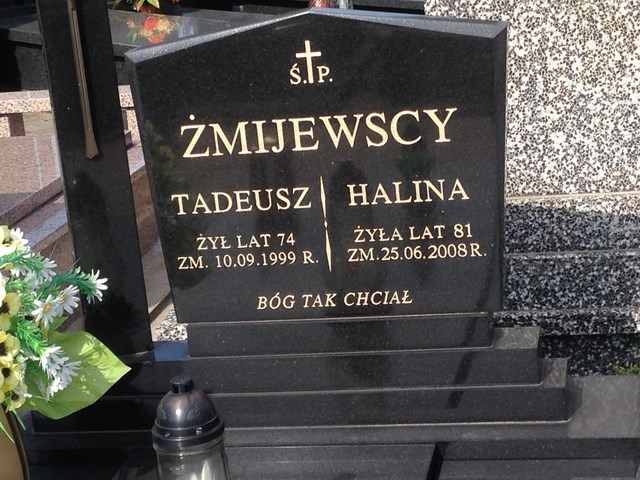 Ś.P.
ŻMIJEWSCY
TADEUSZ
ŻYŁ LAT 74
ZM. 10.09.1999 R.
HALINA
ŻYŁA LAT 81
ZM. 25.06.2008 R.
BÓG TAK CHCIAŁ